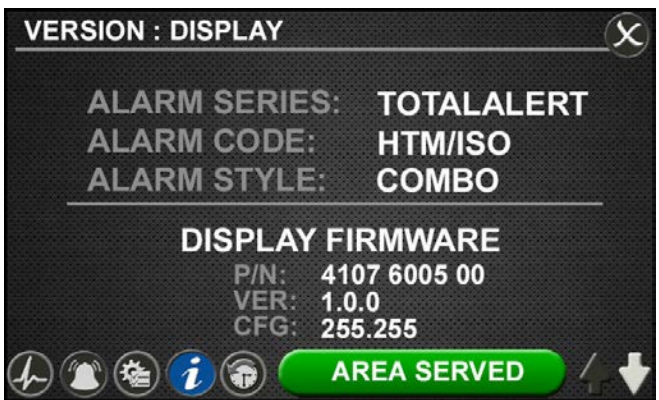 VERSION : DISPLAY
ALARM SERIES: TOTALALERT
ALARM CODE: HTM/ISO
ALARM STYLE: COMBO
DISPLAY FIRMWARE
P/N: 4107 6005 00
VER: 1.0.0
CFG: 255.255
i AREA SERVED